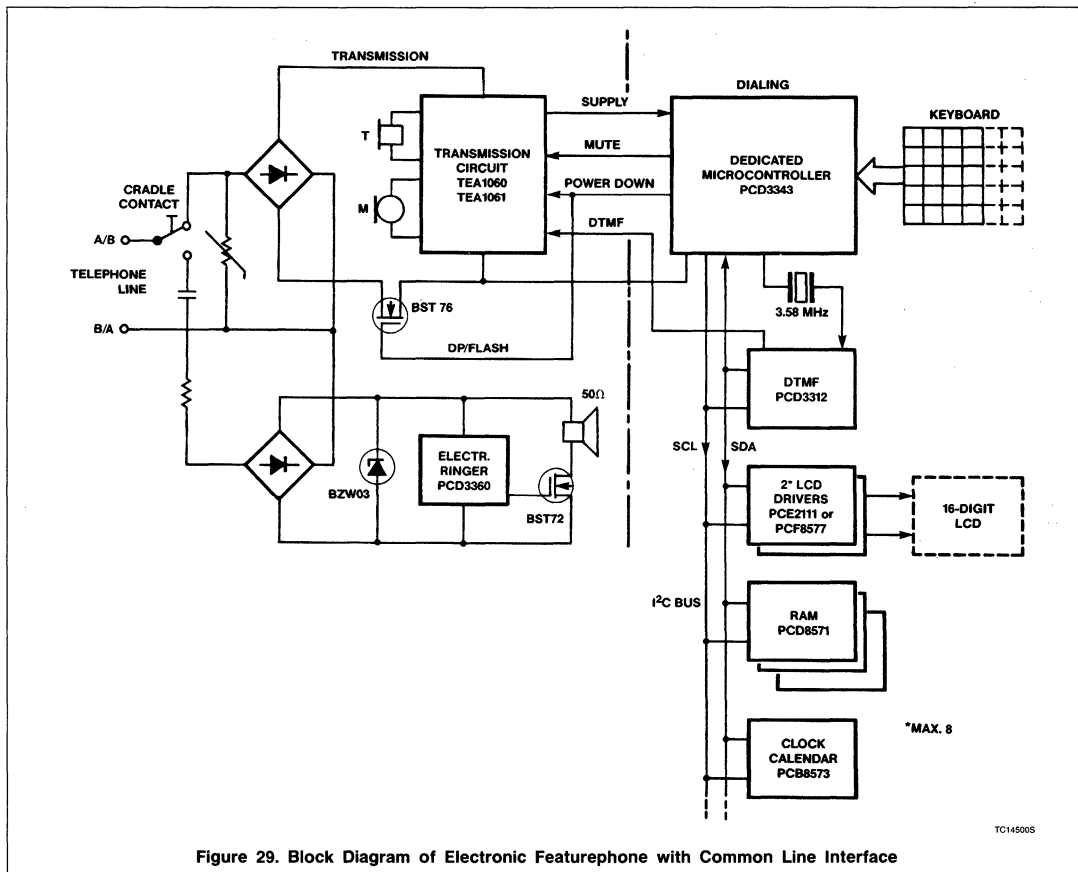 TRANSMISSION
DIALING
KEYBOARD
SUPPLY
MUTE
POWER DOWN
DTMF
T
M
TRANSMISSION
CIRCUIT
TEA1060
TEA1061
DEDICATED
MICROCONTROLLER
PCD3343
CRADLE
CONTACT
A/B
TELEPHONE
LINE
B/A
BST 76
DP/FLASH
3.58 MHz
DTMF
PCD3312
50Ω
ELECTR.
RINGER
PCD3360
BZW03
BST72
SCL
SDA
2* LCD
DRIVERS
PCE2111 or
PCF8577
16-DIGIT
LCD
I²C BUS
RAM
PCD8571
*MAX. 8
CLOCK
CALENDAR
PCB8573
TC14500S
Figure 29. Block Diagram of Electronic Featurephone with Common Line Interface